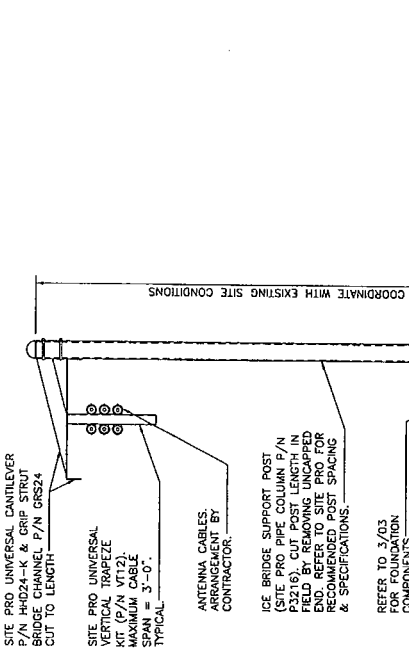 SITE PRO UNIVERSAL CANTILEVER
P/N HHD24-K & GRIP STRUT
BRIDGE CHANNEL P/N GRS24
CUT TO LENGTH
SITE PRO UNIVERSAL
VERTICAL TRAPEZE
KIT (P/N VT12).
MAXIMUM CABLE
SPAN = 3'-0".
TYPICAL.
ANTENNA CABLES.
ARRANGEMENT BY
CONTRACTOR.
ICE BRIDGE SUPPORT POST
(SITE PRO PIPE COLUMN P/N
P3216). CUT POST LENGTH IN
FIELD BY REMOVING UNCAPPED
END. REFER TO SITE PRO FOR
RECOMMENDED POST SPACING
& SPECIFICATIONS.
REFER TO 3/03
FOR FOUNDATION
COMPONENTS
COORDINATE WITH EXISTING SITE CONDITIONS